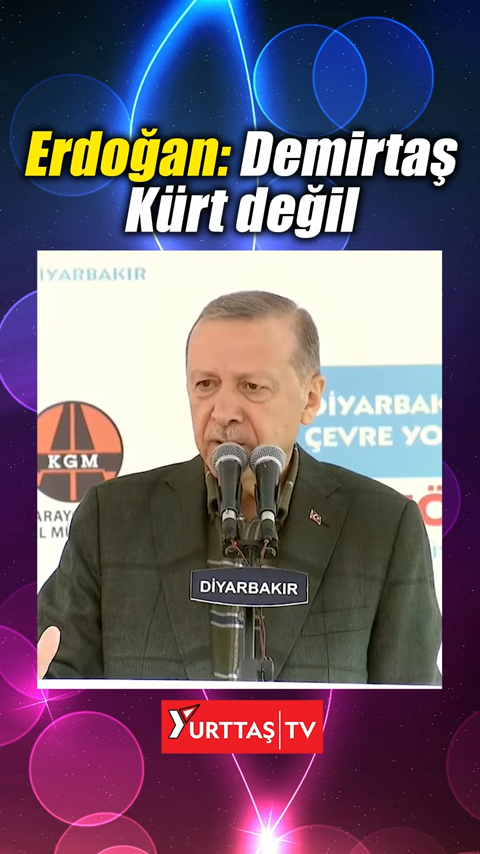 Erdoğan: Demirtaş
Kürt değil
DİYARBAKIR
KGM
DİYARBAK
ÇEVRE YO
DİYARBAKIR
YURTTAŞ TV